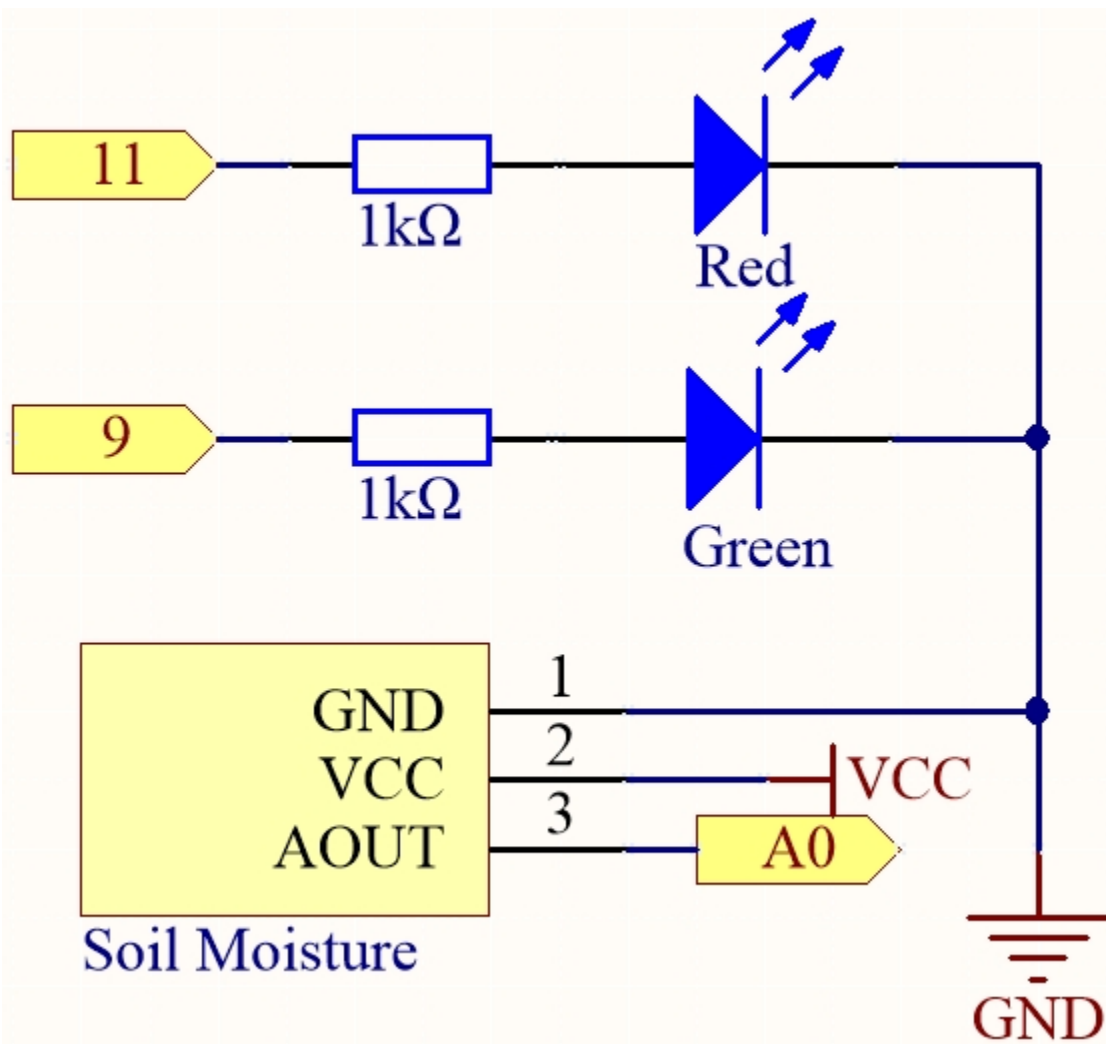 11
1kΩ
Red
9
1kΩ
Green
1
GND
2
VCC
VCC
3
AOUT
A0
Soil Moisture
GND